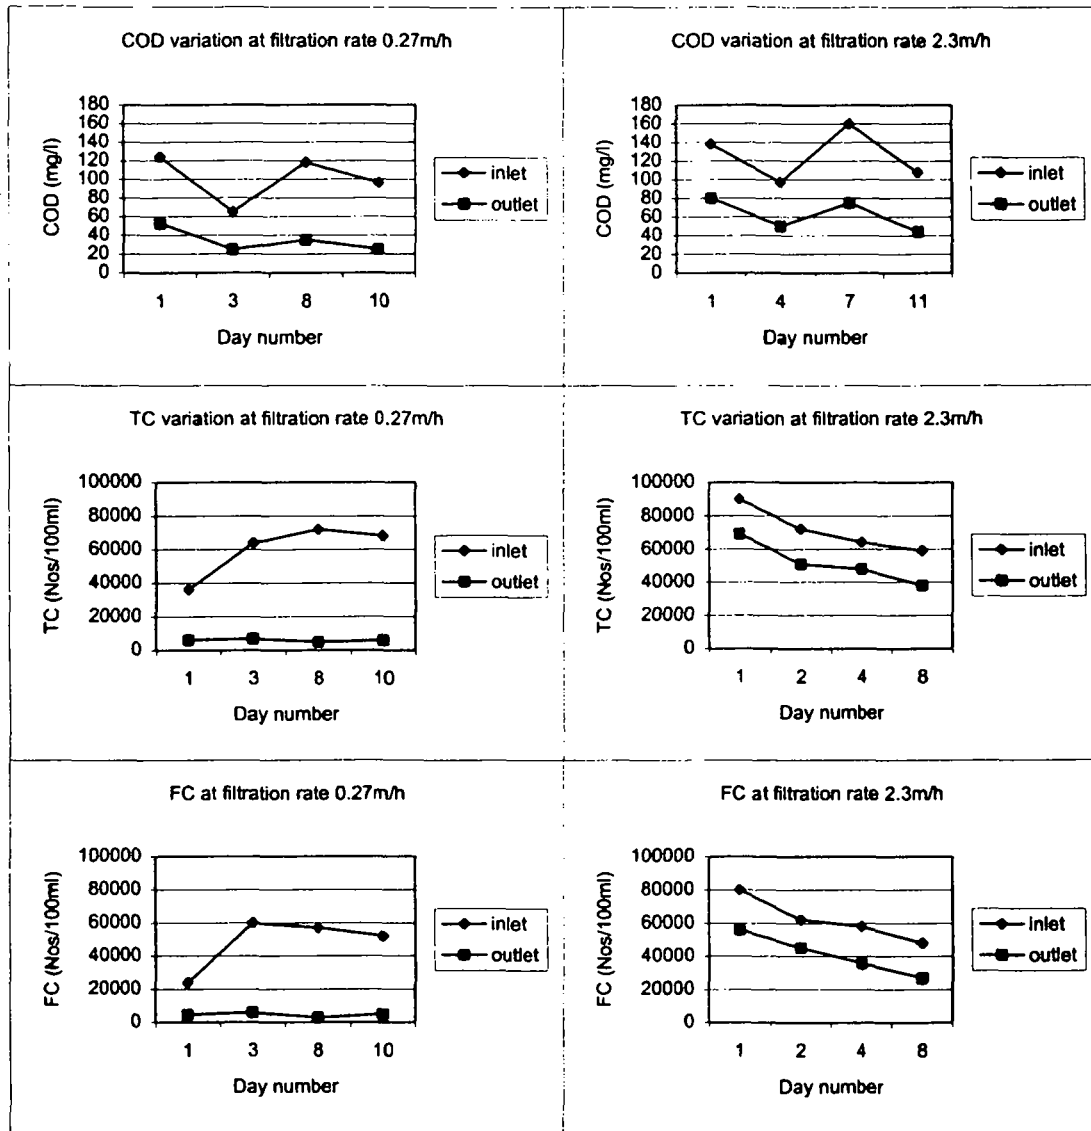 COD variation at filtration rate 0.27m/h
COD (mg/l)
180
160
140
120
100
80
60
40
20
0
1 3 8 10
Day number
inlet
outlet
COD variation at filtration rate 2.3m/h
COD (mg/l)
180
160
140
120
100
80
60
40
20
0
1 4 7 11
Day number
inlet
outlet
TC variation at filtration rate 0.27m/h
TC (Nos/100ml)
100000
80000
60000
40000
20000
0
1 3 8 10
Day number
inlet
outlet
TC variation at filtration rate 2.3m/h
TC (Nos/100ml)
100000
80000
60000
40000
20000
0
1 2 4 8
Day number
inlet
outlet
FC at filtration rate 0.27m/h
FC (Nos/100ml)
100000
80000
60000
40000
20000
0
1 3 8 10
Day number
inlet
outlet
FC at filtration rate 2.3m/h
FC (Nos/100ml)
100000
80000
60000
40000
20000
0
1 2 4 8
Day number
inlet
outlet